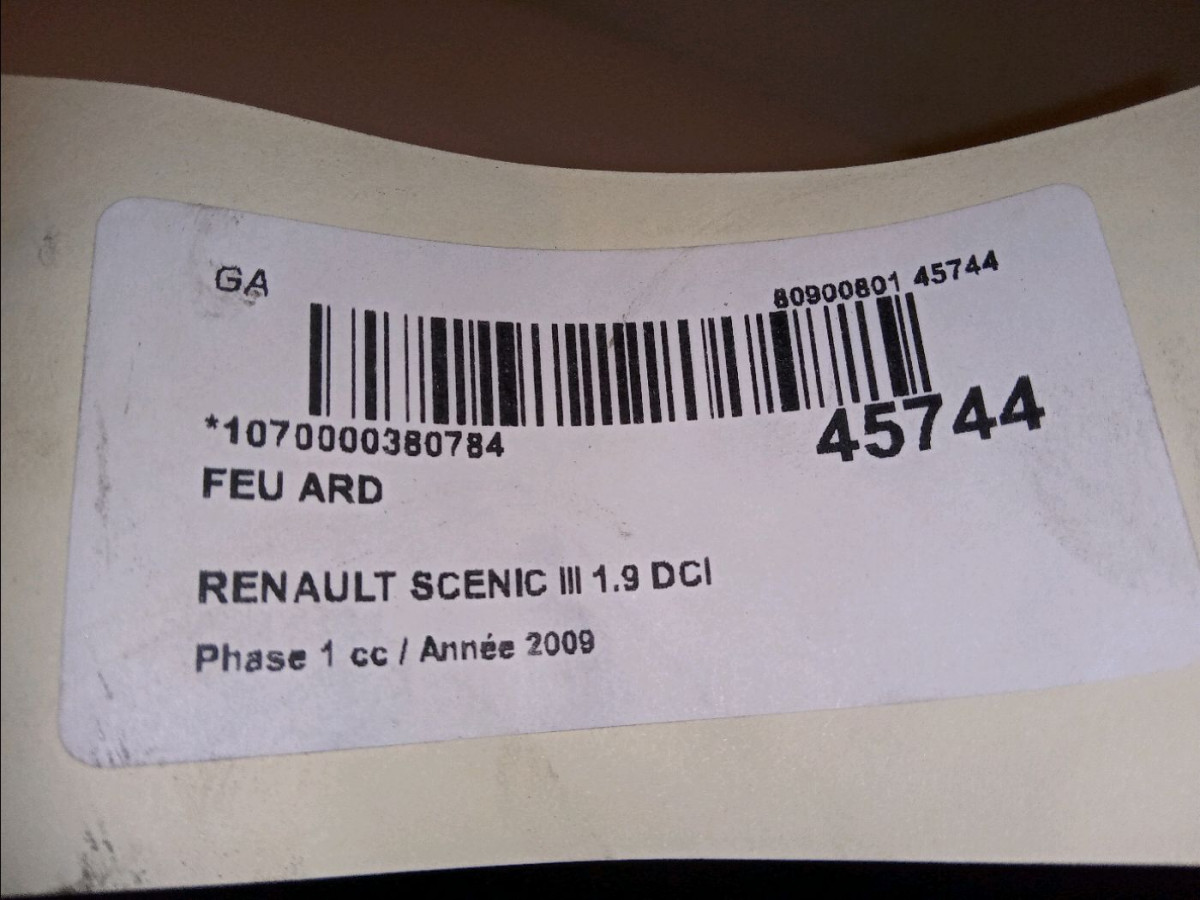 GA
80900801 45744
*1070000380784
45744
FEU ARD
RENAULT SCENIC III 1.9 DCI
Phase 1 cc / Année 2009